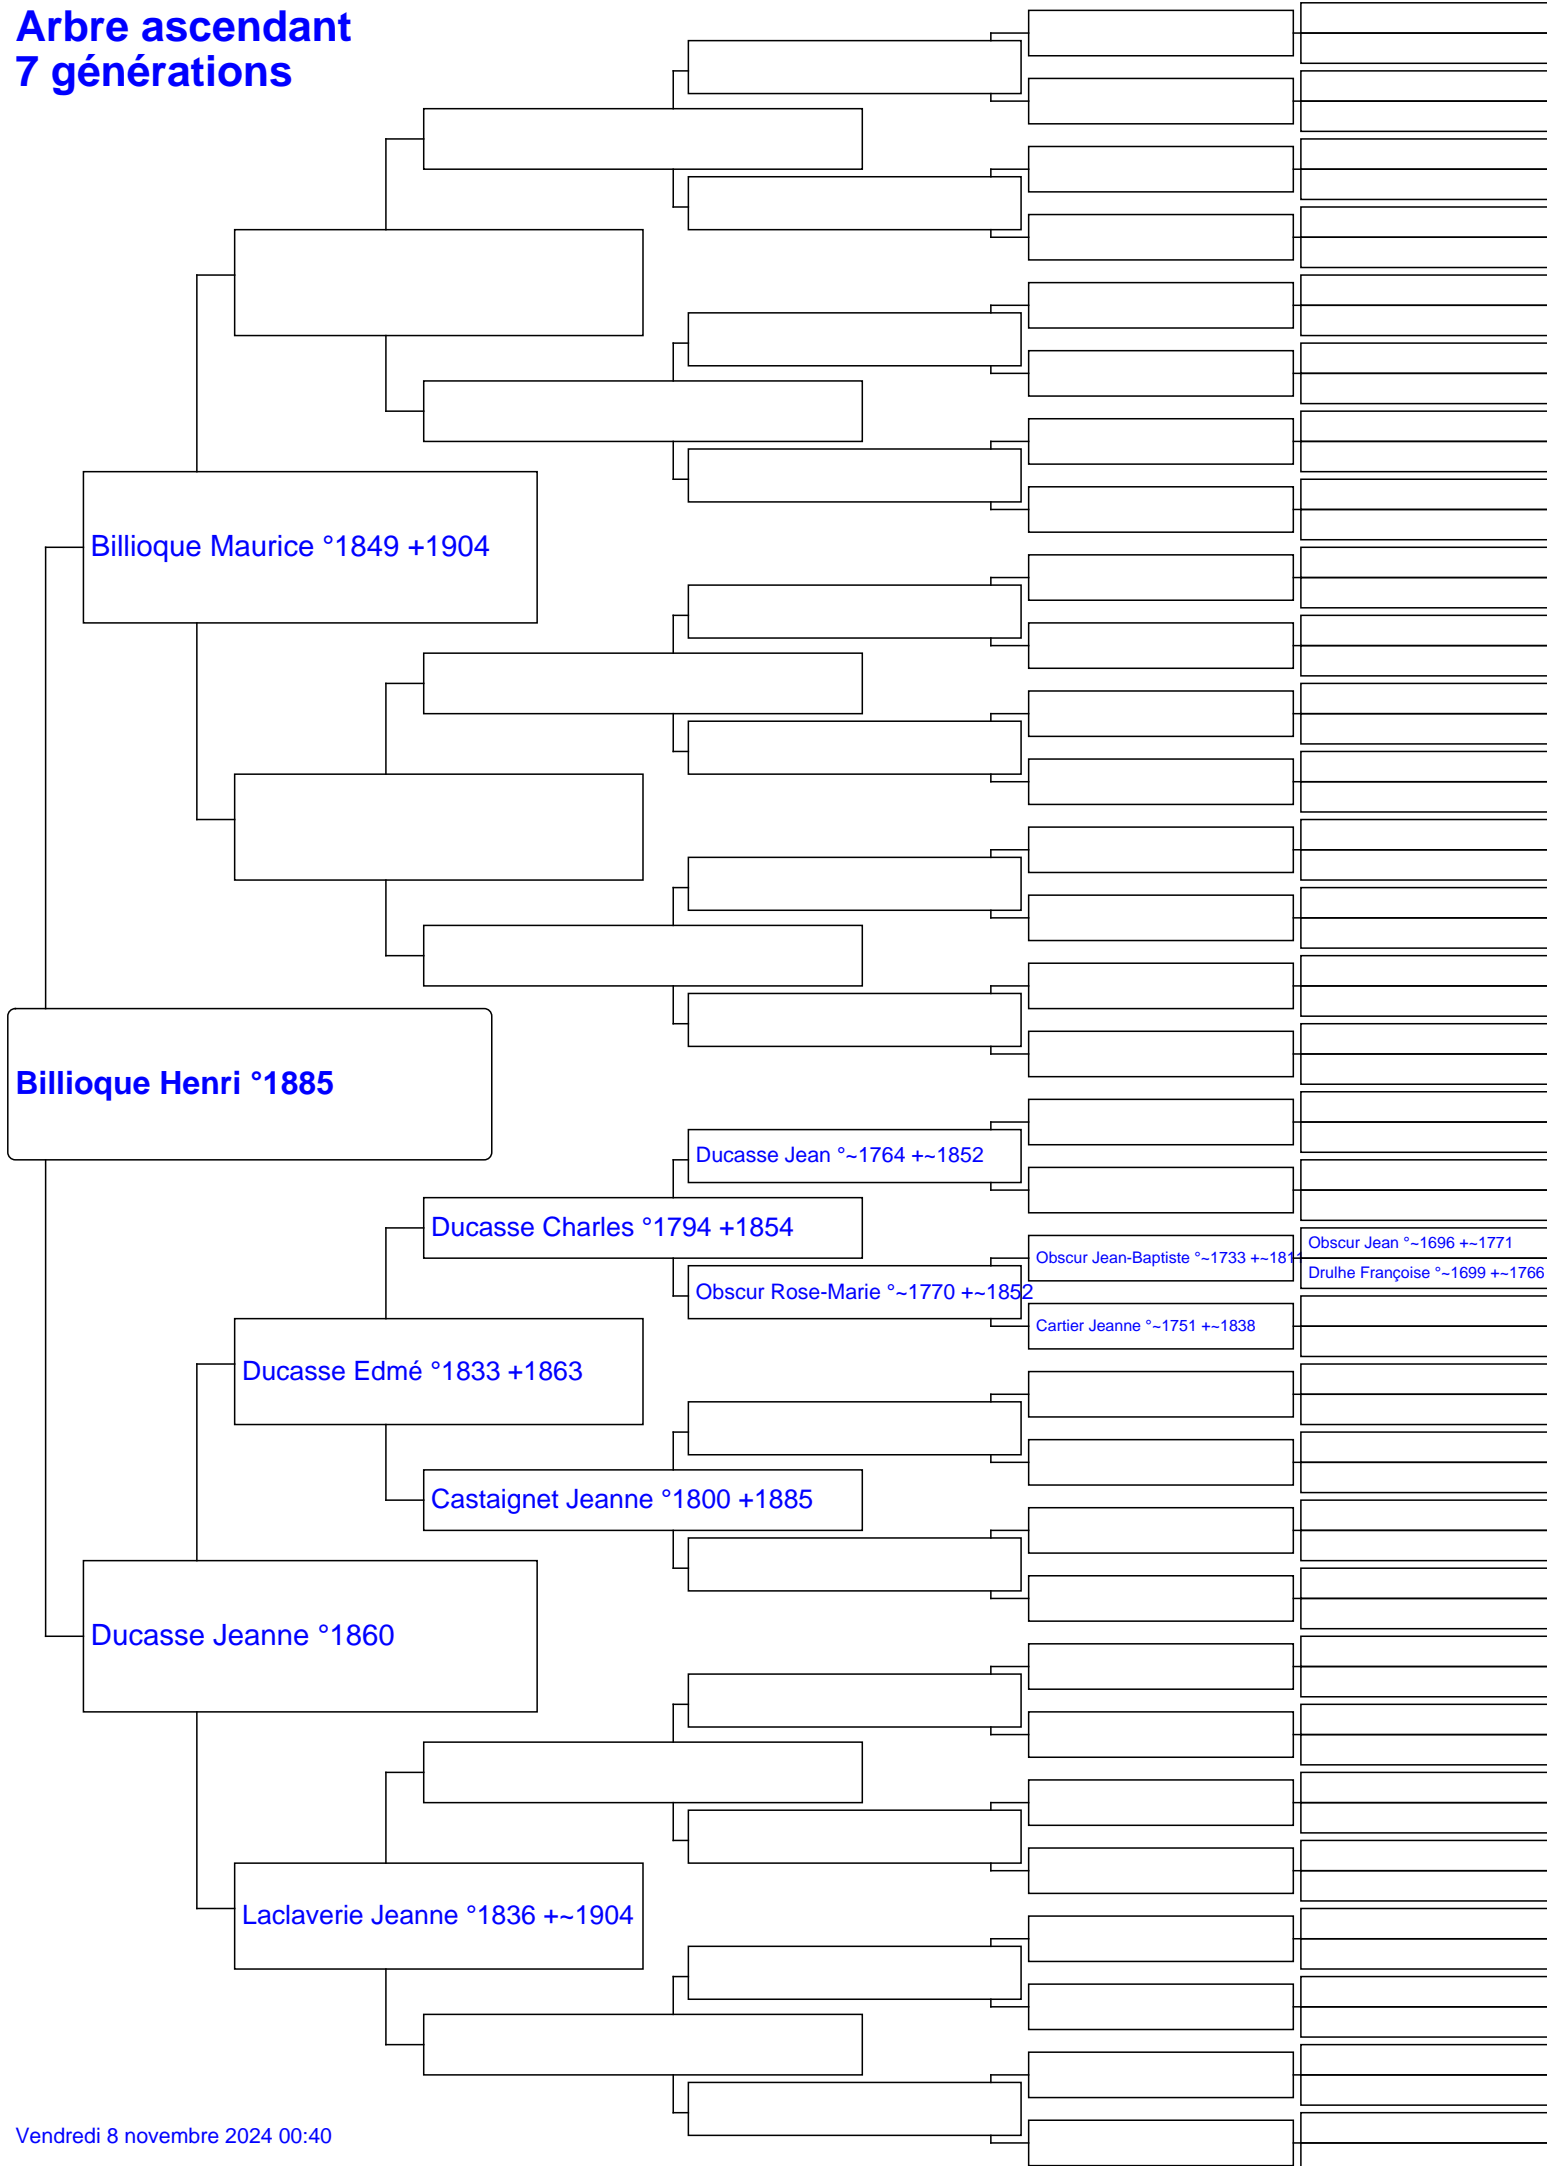 Arbre ascendant
7 générations
Billioque Maurice °1849 +1904
Billioque Henri °1885
Ducasse Jean °~1764 +~1852
Ducasse Charles °1794 +1854
Obscur Jean-Baptiste °~1733 +~181
Obscur Jean °~1696 +~1771
Drulhe Françoise °~1699 +~1766
Obscur Rose-Marie °~1770 +~1852
Cartier Jeanne °~1751 +~1838
Ducasse Edmé °1833 +1863
Castaignet Jeanne °1800 +1885
Ducasse Jeanne °1860
Laclaverie Jeanne °1836 +~1904
Vendredi 8 novembre 2024 00:40